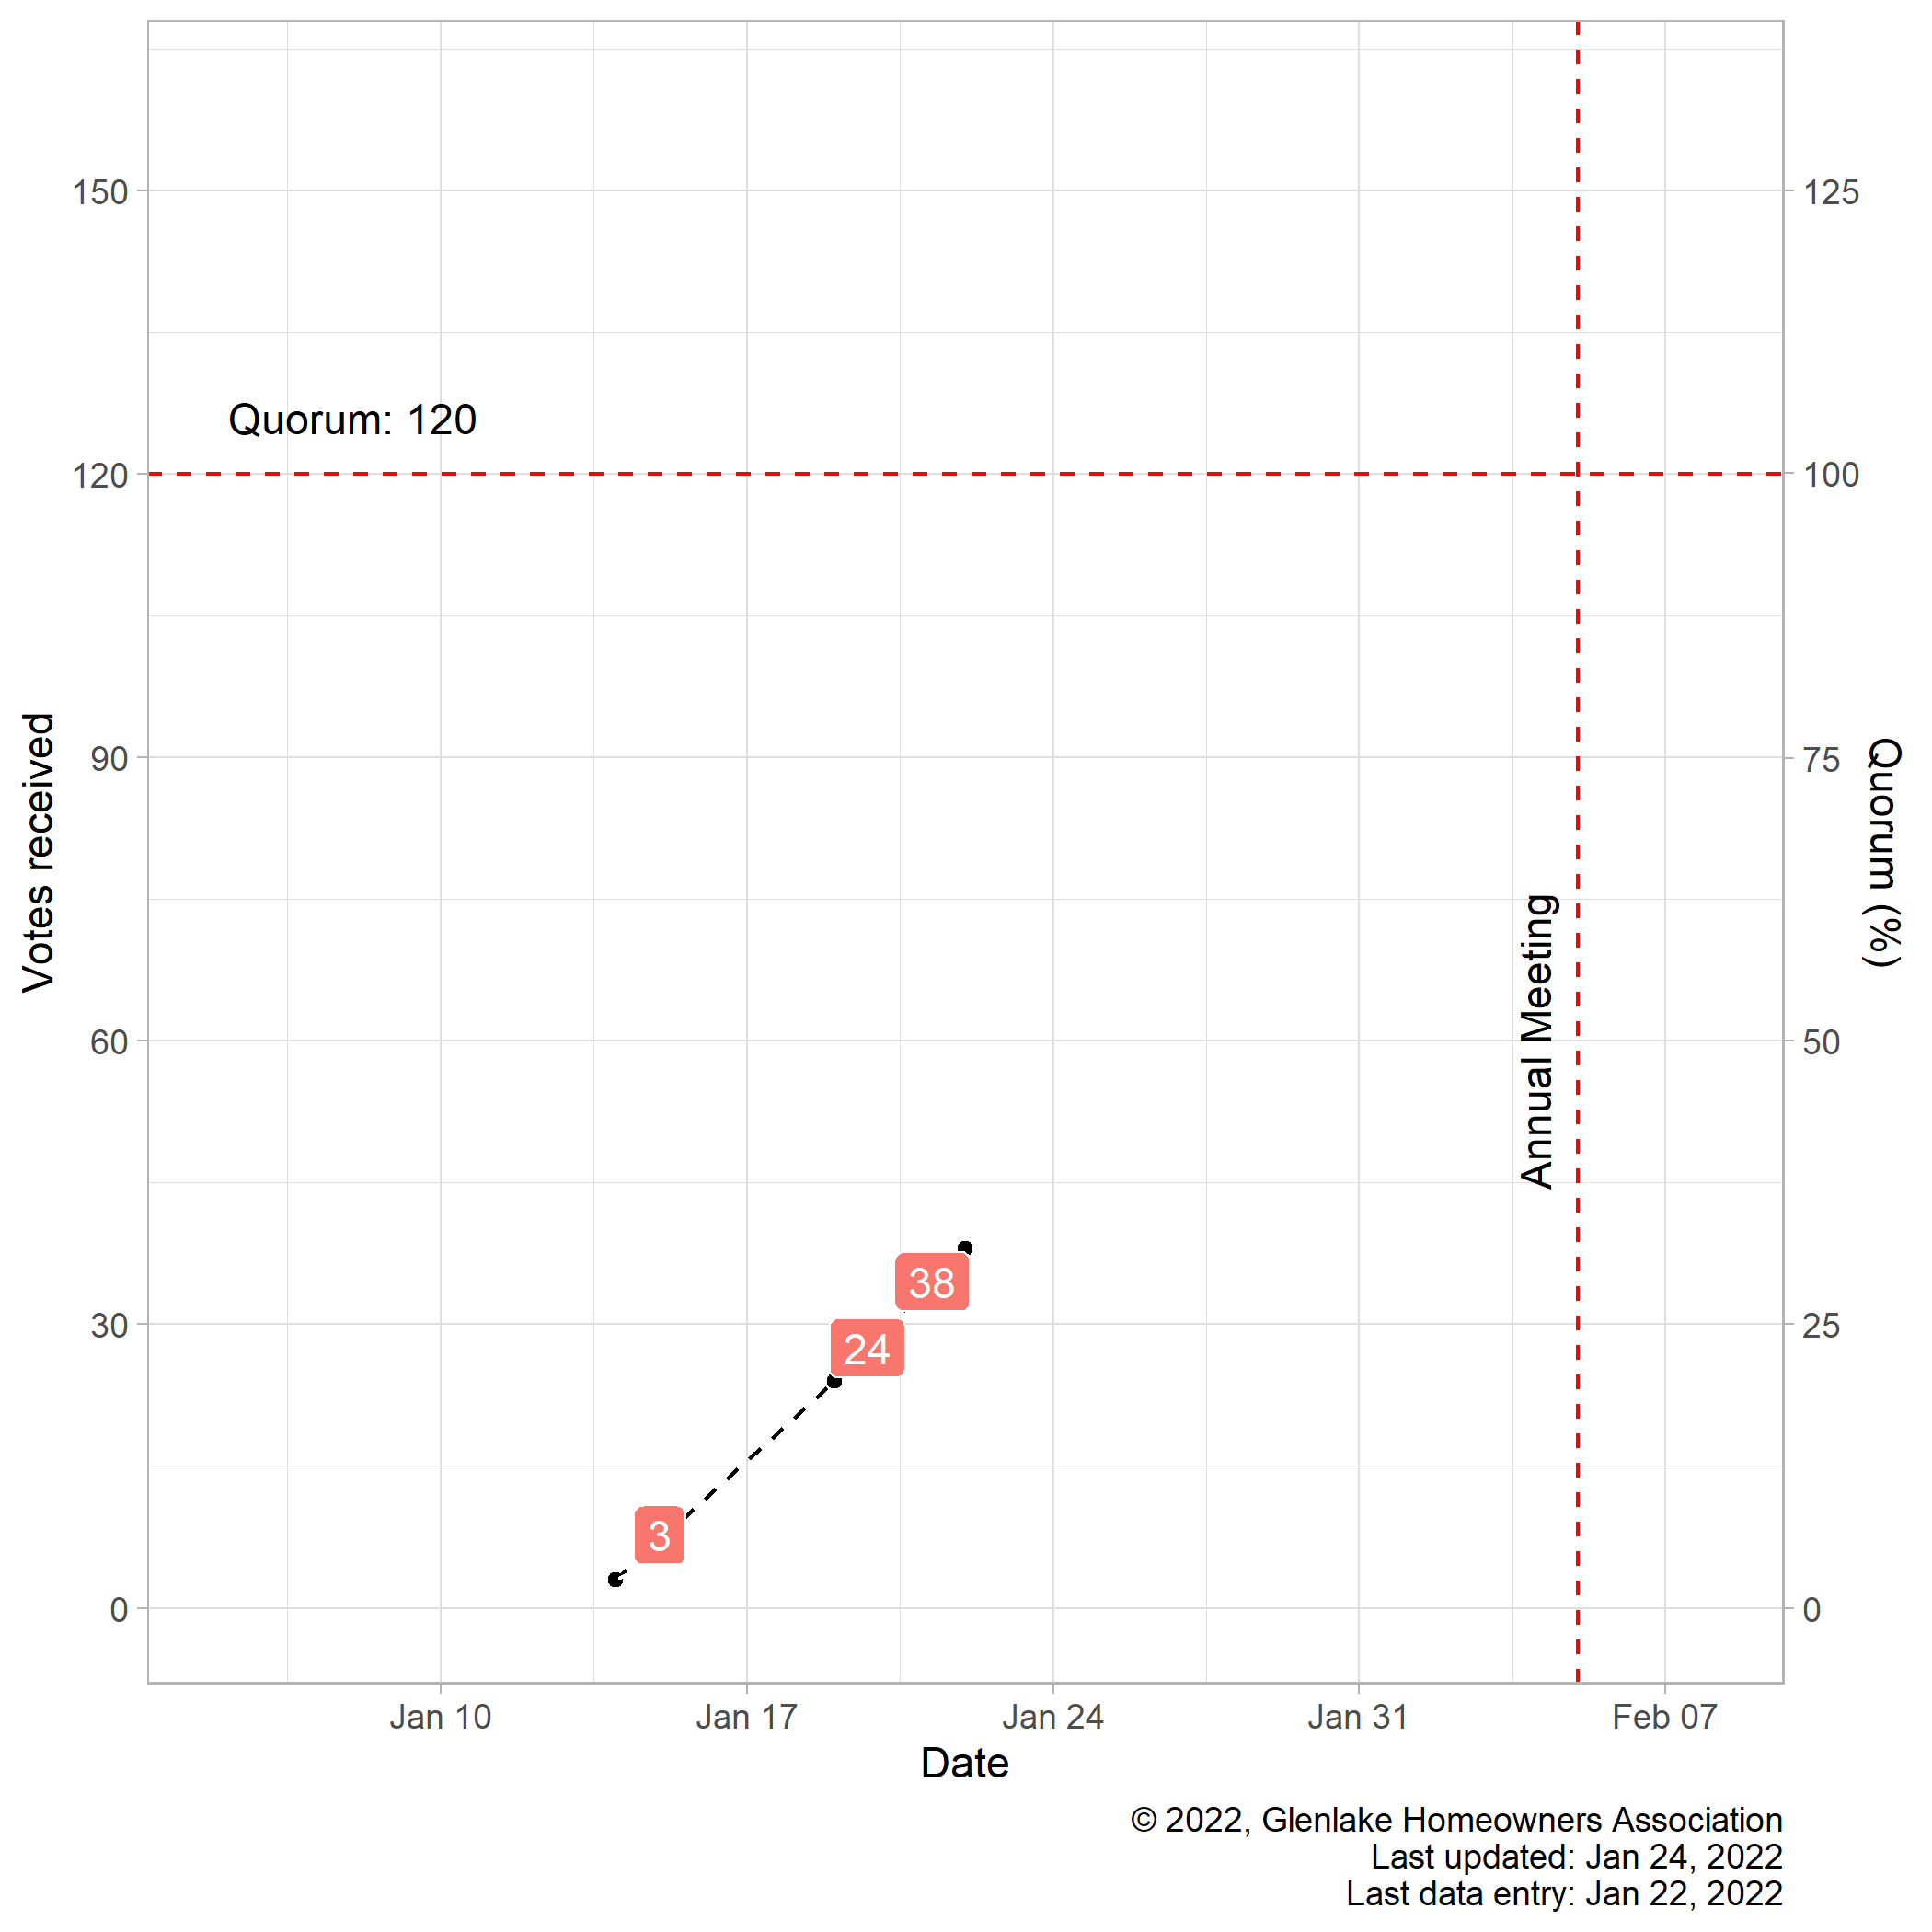 150
120
90
60
30
0
Votes received
Quorum: 120
Annual Meeting
38
24
3
125
100
75
50
25
0
Quorum (%)
Jan 10
Jan 17
Jan 24
Jan 31
Feb 07
Date
© 2022, Glenlake Homeowners Association
Last updated: Jan 24, 2022
Last data entry: Jan 22, 2022